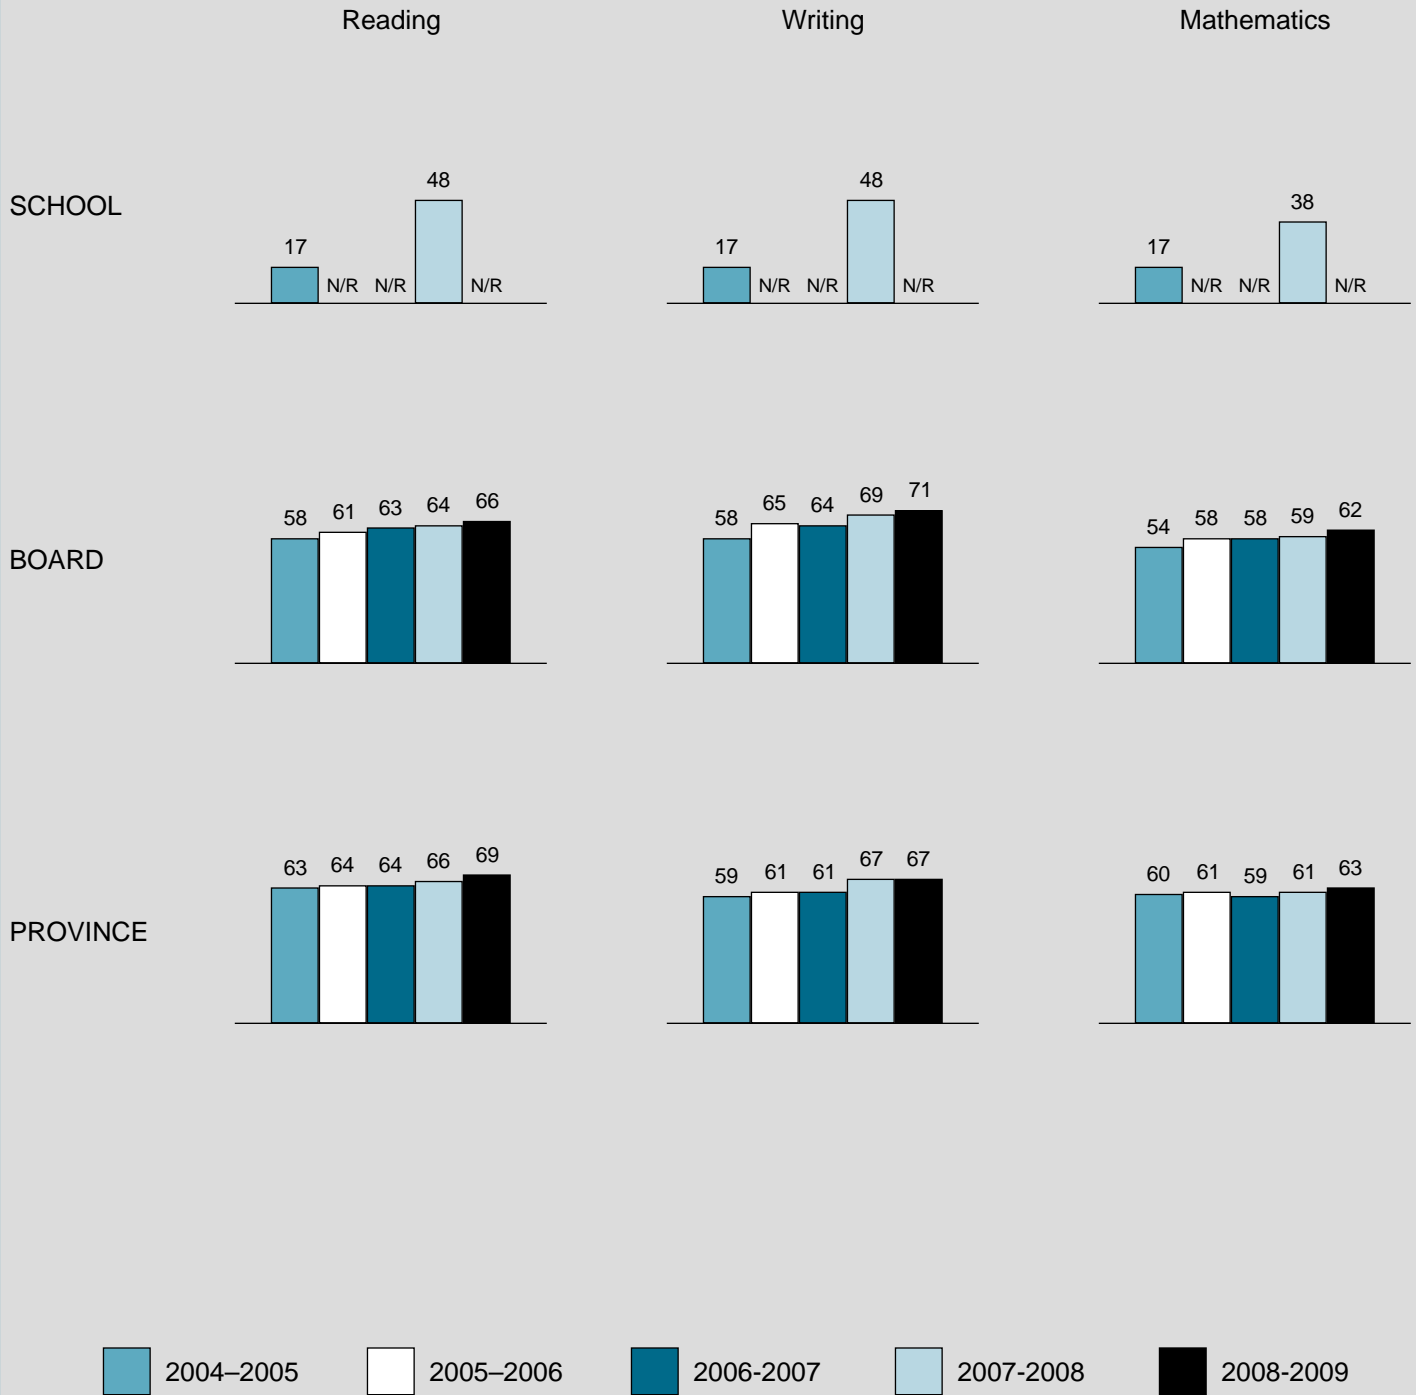 Reading Writing Mathematics
SCHOOL
17 N/R N/R 48 N/R
17 N/R N/R 48 N/R
17 N/R N/R 38 N/R
BOARD
58 61 63 64 66
58 65 64 69 71
54 58 58 59 62
PROVINCE
63 64 64 66 69
59 61 61 67 67
60 61 59 61 63
2004–2005 2005–2006 2006-2007 2007-2008 2008-2009